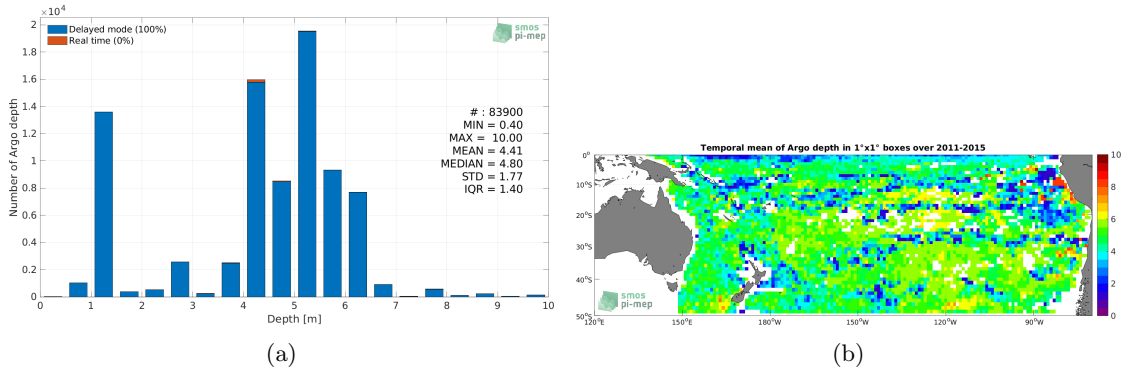 ×10⁴
2
1.8
1.6
1.4
1.2
1
0.8
0.6
0.4
0.2
0
Number of Argo depth
Delayed mode (100%)
Real time (0%)
smos
pi-mep
# : 83900
MIN = 0.40
MAX = 10.00
MEAN = 4.41
MEDIAN = 4.80
STD = 1.77
IQR = 1.40
1 2 3 4 5 6 7 8 9 10
Depth [m]
(a)
Temporal mean of Argo depth in 1°x1° boxes over 2011-2015
0°
10°S
20°S
30°S
40°S
50°S
120°E 150°E 180°W 150°W 120°W 90°W
smos
pi-mep
10
8
6
4
2
0
(b)